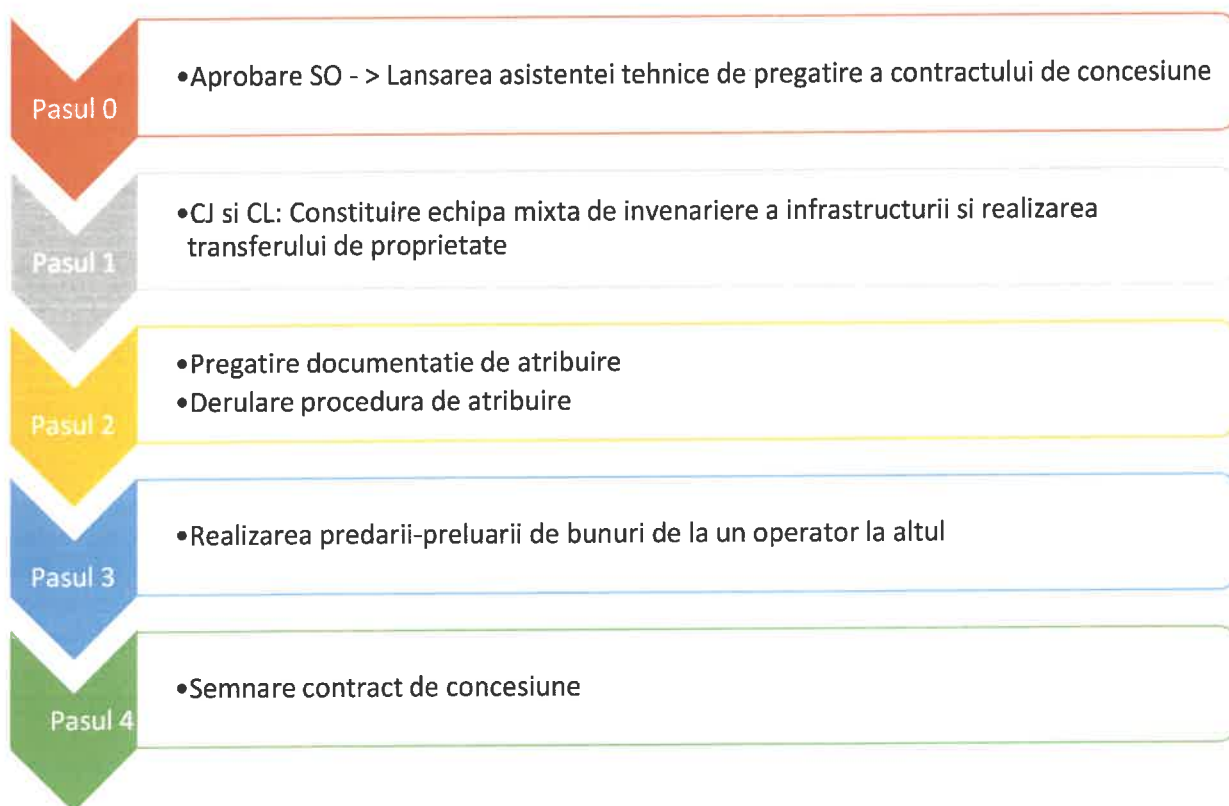 Pasul 0
•Aprobare SO - > Lansarea asistentei tehnice de pregatire a contractului de concesiune
Pasul 1
•CJ si CL: Constituire echipa mixta de invenariere a infrastructurii si realizarea
transferului de proprietate
Pasul 2
•Pregatire documentatie de atribuire
•Derulare procedura de atribuire
Pasul 3
•Realizarea predarii-preluarii de bunuri de la un operator la altul
Pasul 4
•Semnare contract de concesiune